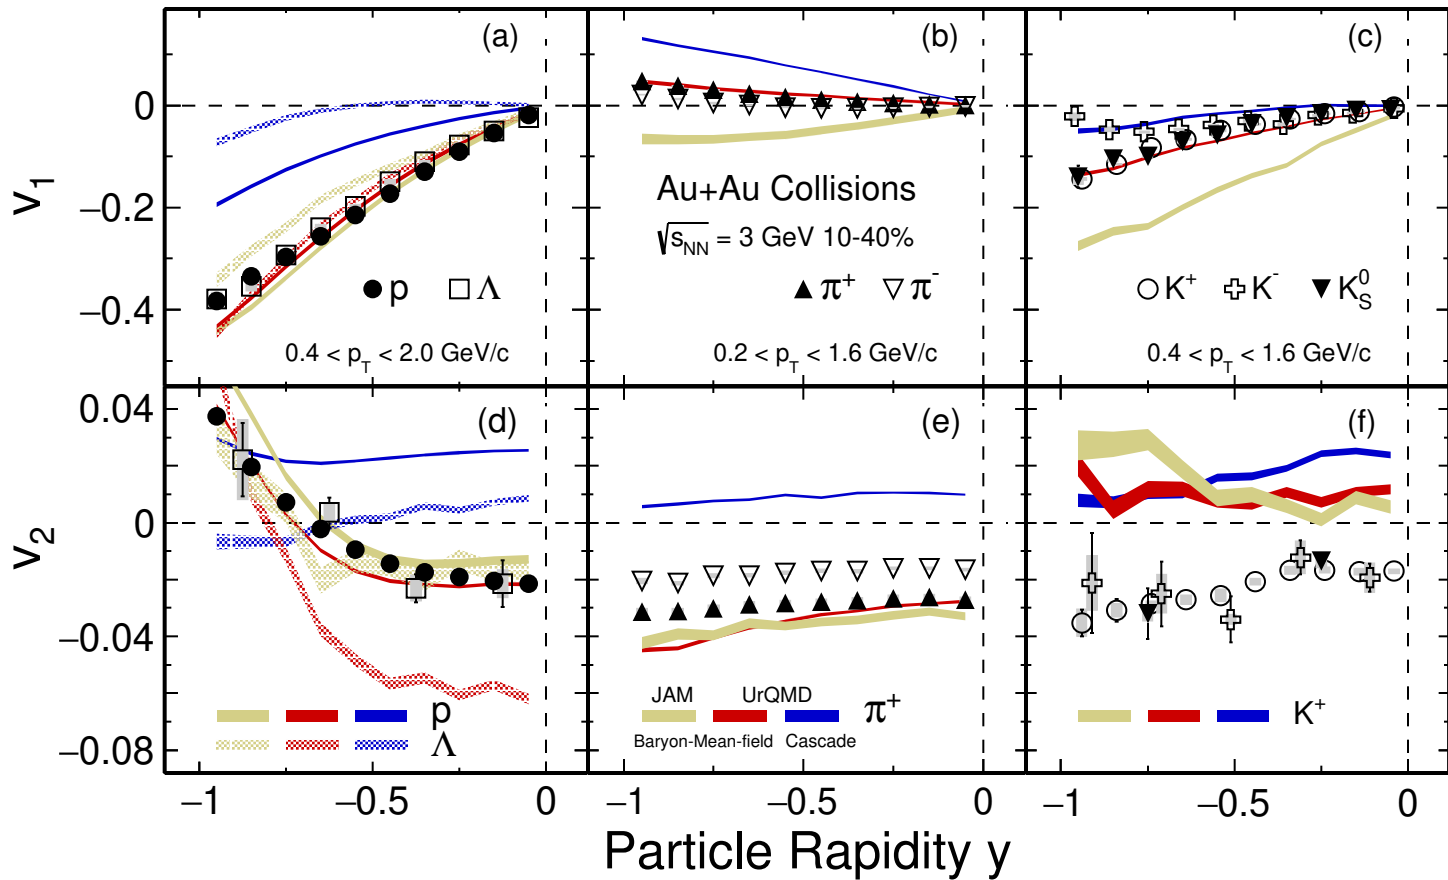 (a)
(b)
(c)
v1
0
−0.2
−0.4
p Λ
0.4 < pT < 2.0 GeV/c
Au+Au Collisions
√sNN = 3 GeV 10-40%
π+ π-
0.2 < pT < 1.6 GeV/c
K+ K- K0S
0.4 < pT < 1.6 GeV/c
(d)
(e)
(f)
v2
0.04
0
−0.04
−0.08
p
Λ
JAM UrQMD
π+
Baryon-Mean-field Cascade
K+
−1 −0.5 0
−1 −0.5 0
−1 −0.5 0
Particle Rapidity y